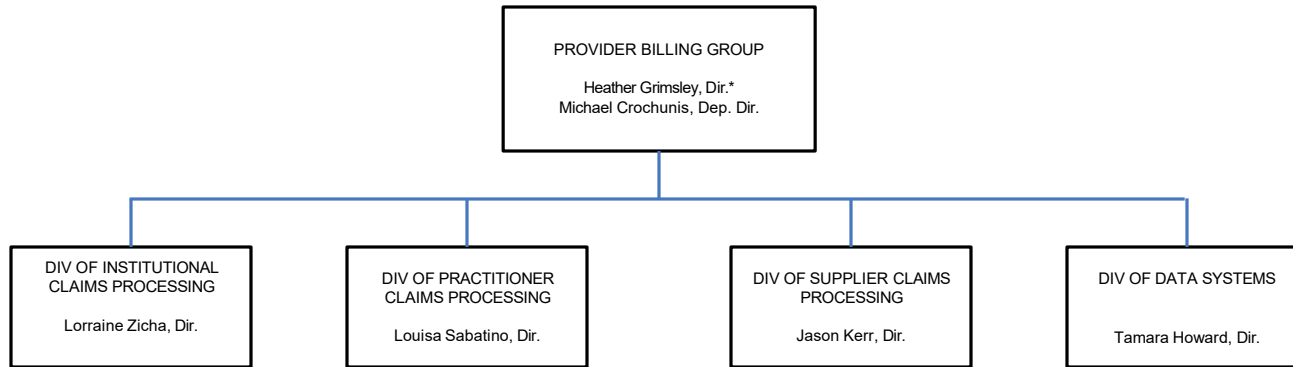 PROVIDER BILLING GROUP
Heather Grimsley, Dir.*
Michael Crochunis, Dep. Dir.
DIV OF INSTITUTIONAL
CLAIMS PROCESSING
Lorraine Zicha, Dir.
DIV OF PRACTITIONER
CLAIMS PROCESSING
Louisa Sabatino, Dir.
DIV OF SUPPLIER CLAIMS
PROCESSING
Jason Kerr, Dir.
DIV OF DATA SYSTEMS
Tamara Howard, Dir.